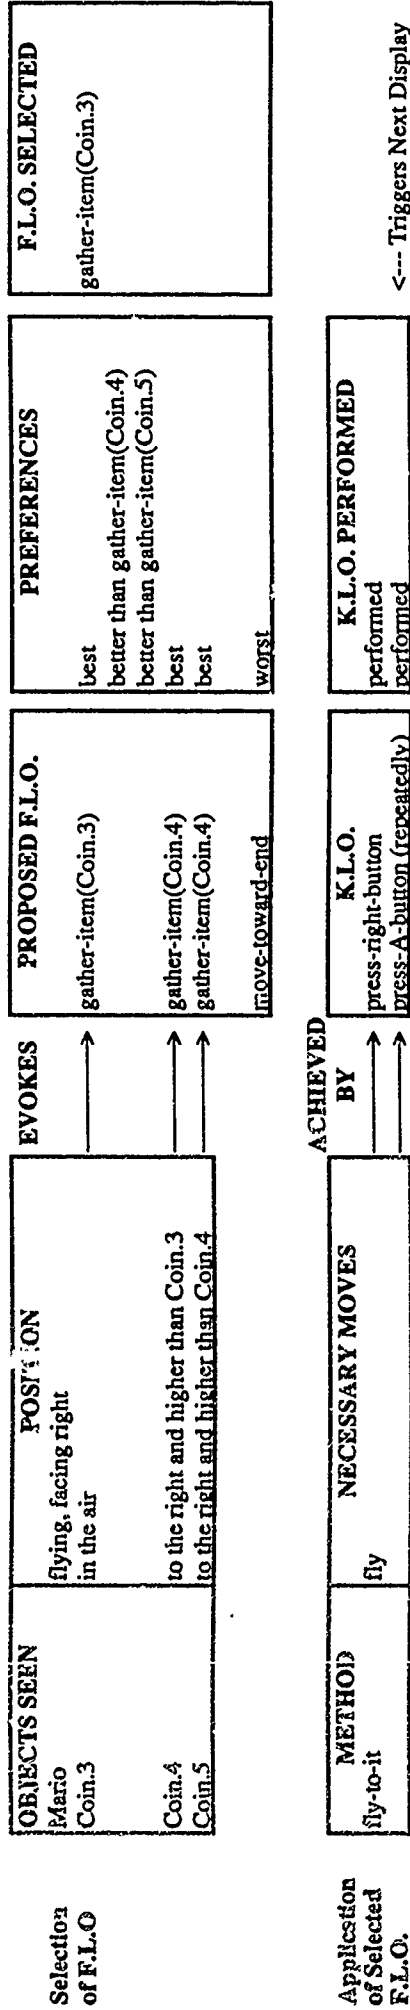 Selection
of F.L.O
OBJECTS SEEN
Mario
Coin.3
Coin.4
Coin.5
POSITION
flying, facing right
in the air
to the right and higher than Coin.3
to the right and higher than Coin.4
EVOKES
PROPOSED F.L.O.
gather-item(Coin.3)
gather-item(Coin.4)
gather-item(Coin.4)
move-toward-end
PREFERENCES
best
better than gather-item(Coin.4)
better than gather-item(Coin.5)
best
best
worst
F.L.O. SELECTED
gather-item(Coin.3)
Application
of Selected
F.L.O.
METHOD
fly-to-it
NECESSARY MOVES
fly
ACHIEVED
BY
K.L.O.
press-right-button
press-A-button (repeatedly)
K.L.O. PERFORMED
performed
performed
<--- Triggers Next Display